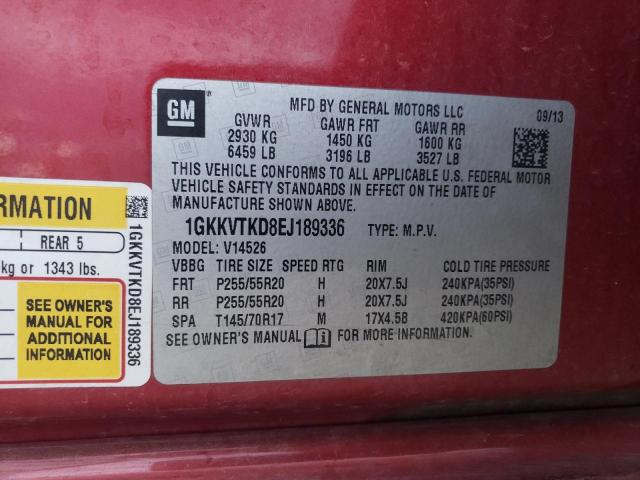 GM
MFD BY GENERAL MOTORS LLC
09/13
GVWR GAWR FRT GAWR RR
2930 KG 1450 KG 1600 KG
6459 LB 3196 LB 3527 LB
THIS VEHICLE CONFORMS TO ALL APPLICABLE U.S. FEDERAL MOTOR
VEHICLE SAFETY STANDARDS IN EFFECT ON THE DATE OF
MANUFACTURE SHOWN ABOVE.
1GKKVTKD8EJ189336 TYPE: M.P.V.
MODEL: V14526
VBBG TIRE SIZE SPEED RTG RIM COLD TIRE PRESSURE
FRT P255/55R20 H 20X7.5J 240KPA(35PSI)
RR P255/55R20 H 20X7.5J 240KPA(35PSI)
SPA T145/70R17 M 17X4.5B 420KPA(60PSI)
SEE OWNER'S MANUAL i FOR MORE INFORMATION.
REAR 5
kg or 1343 lbs.
SEE OWNER'S
MANUAL FOR
ADDITIONAL
INFORMATION
1GKKVTKD8EJ189336